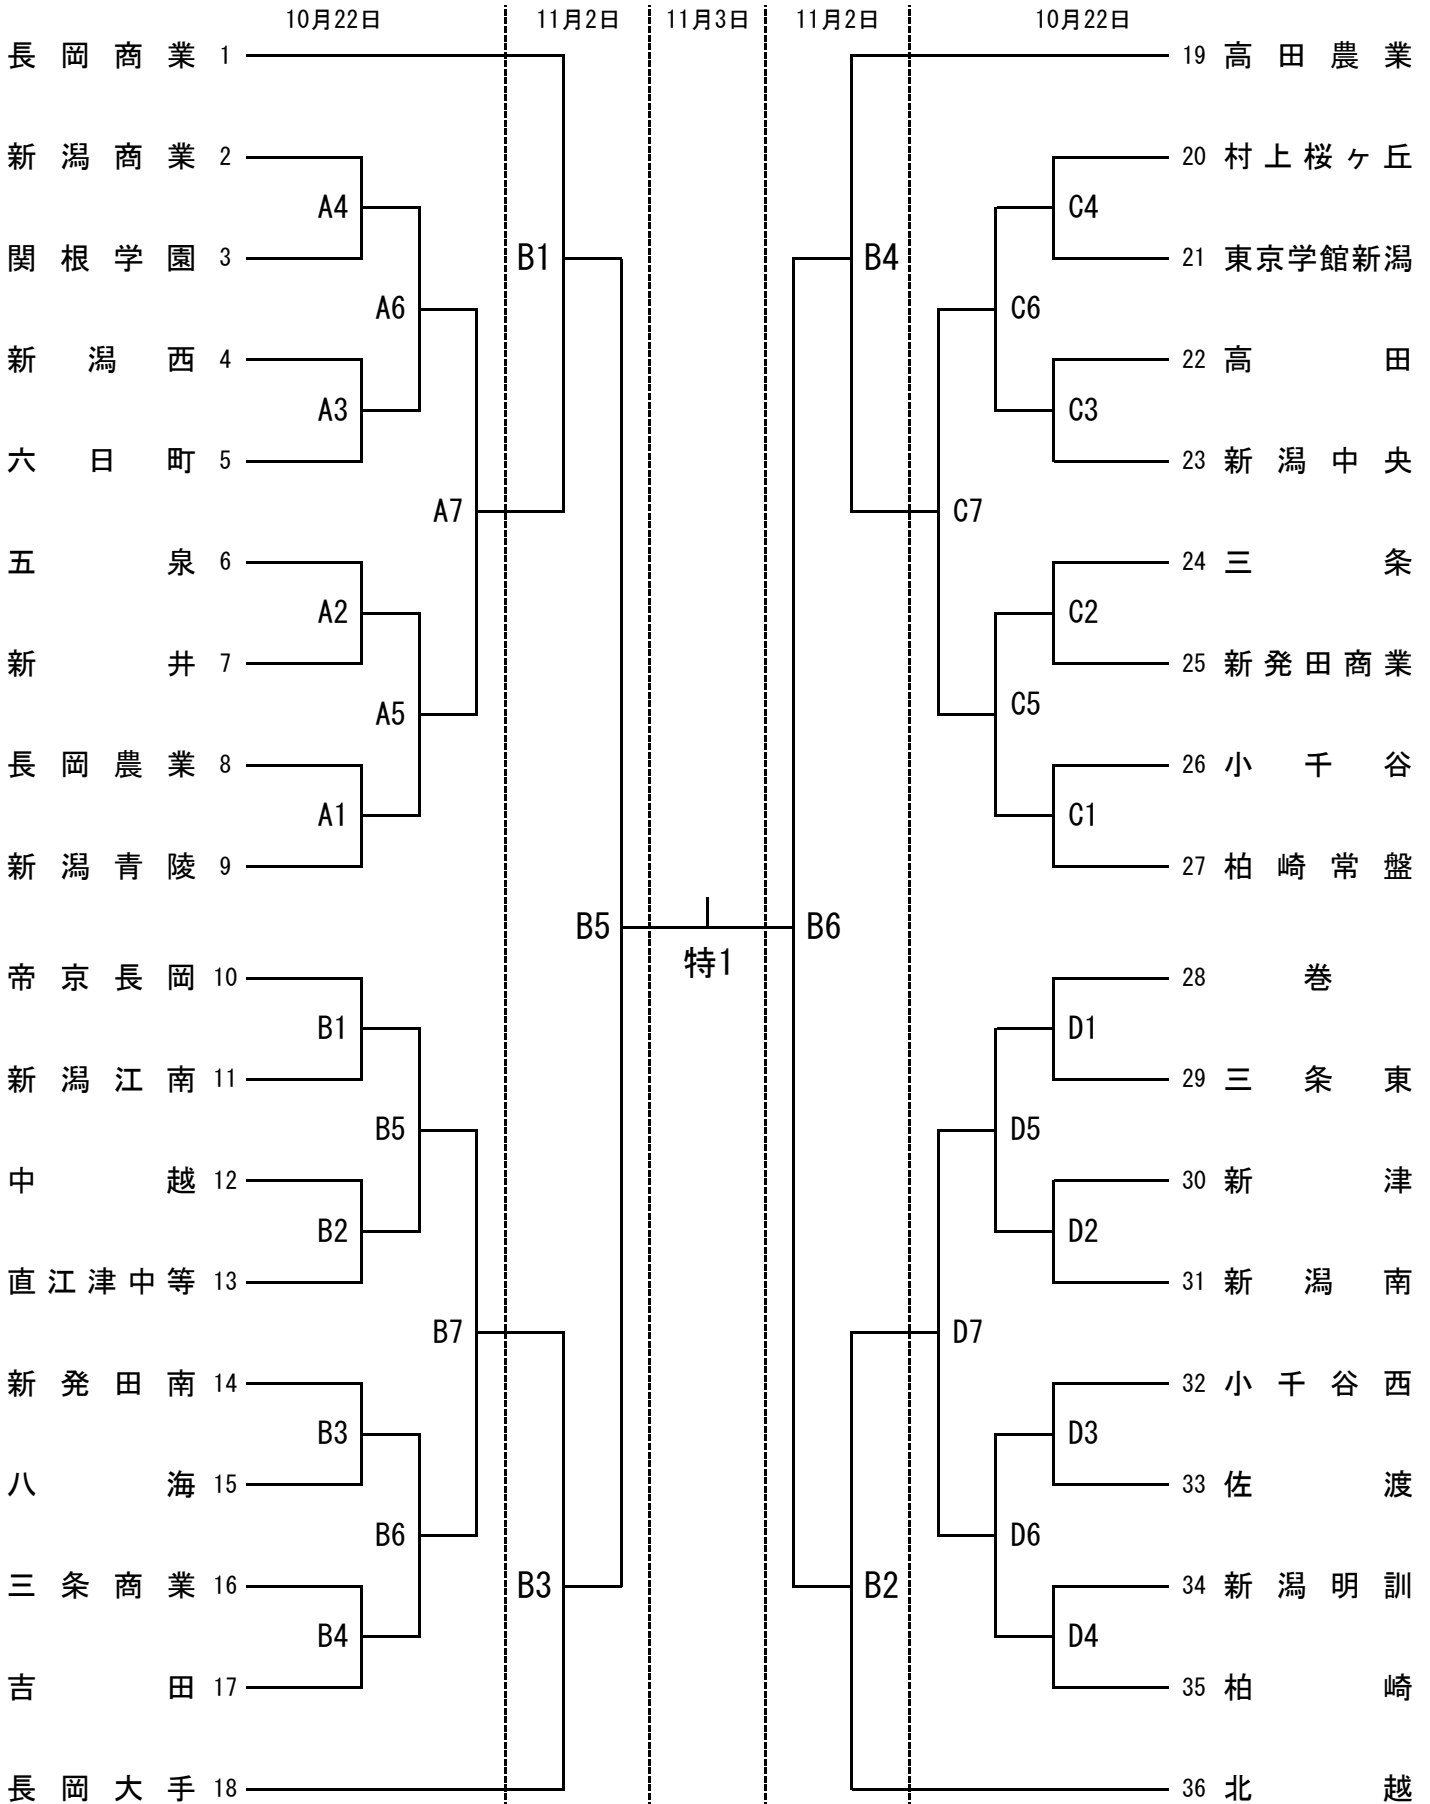 10月22日 11月2日 11月3日 11月2日 10月22日
長岡商業 1 19 高田農業
新潟商業 2 20 村上桜ヶ丘
A4 C4
関根学園 3 B1 B4 21 東京学館新潟
A6 C6
新潟西 4 22 高田
A3 C3
六日町 5 23 新潟中央
A7 C7
五泉 6 24 三条
A2 C2
新井 7 25 新発田商業
A5 C5
長岡農業 8 26 小千谷
A1 C1
新潟青陵 9 27 柏崎常盤
B5 B6
特1
帝京長岡 10 28 巻
B1 D1
新潟江南 11 29 三条東
B5 D5
中越 12 30 新津
B2 D2
直江津中等 13 31 新潟南
B7 D7
新発田南 14 32 小千谷西
B3 D3
八海 15 33 佐渡
B6 D6
三条商業 16 B3 B2 34 新潟明訓
B4 D4
吉田 17 35 柏崎
長岡大手 18 36 北越